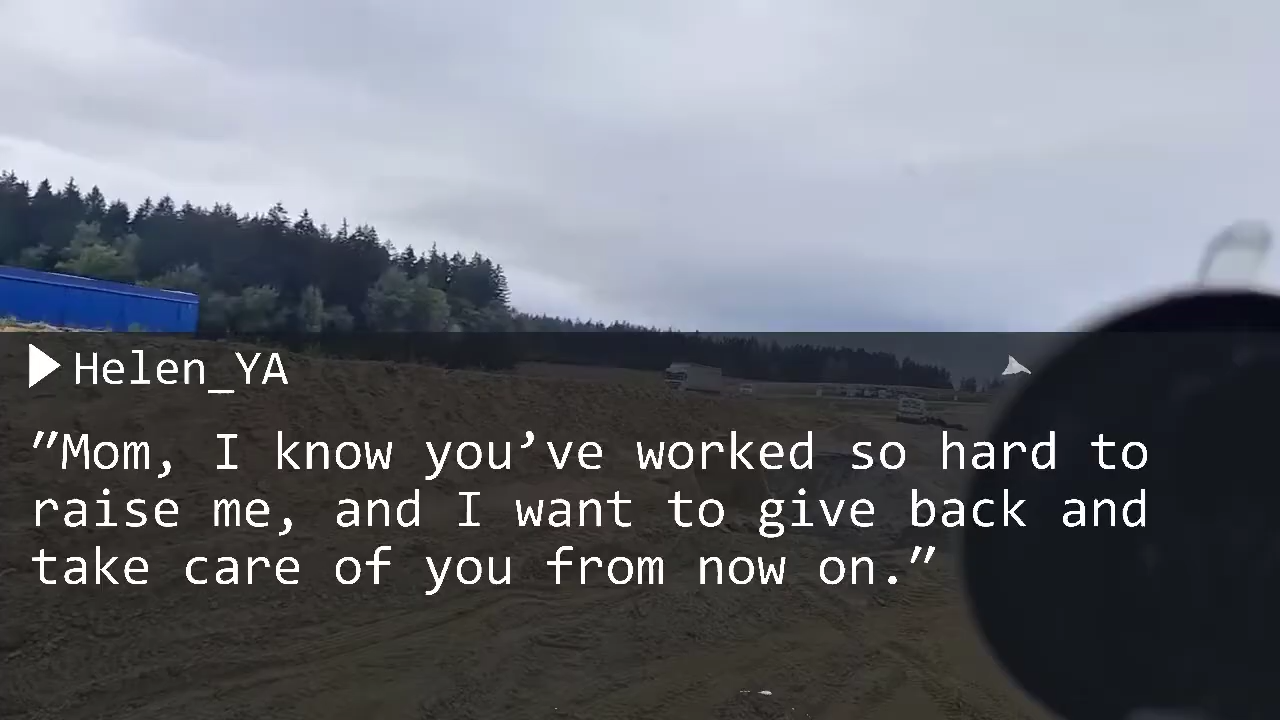 Helen_YA
”Mom, I know you’ve worked so hard to
raise me, and I want to give back and
take care of you from now on.”